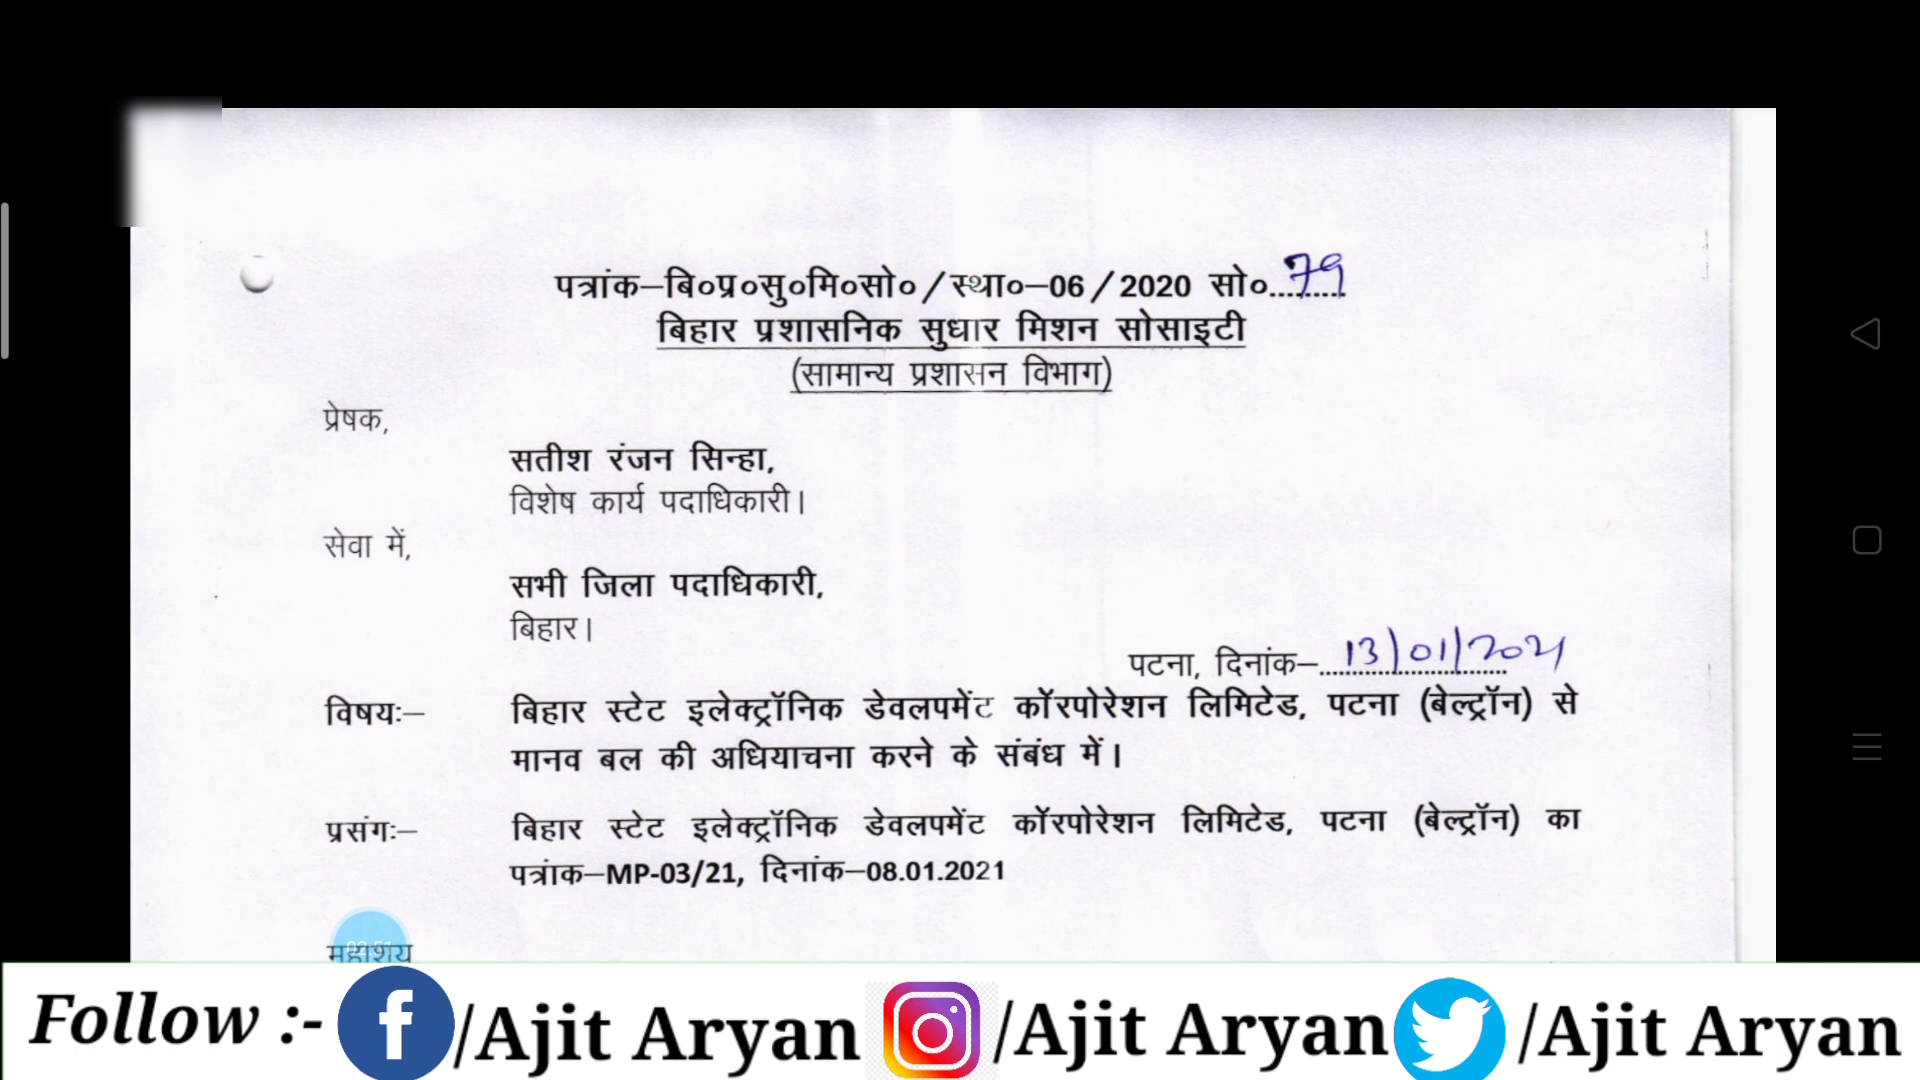 पत्रांक–बि०प्र०सु०मि०सो०/स्था०–06/2020 सो०.........79
बिहार प्रशासनिक सुधार मिशन सोसाइटी
(सामान्य प्रशासन विभाग)
प्रेषक,
सतीश रंजन सिन्हा,
विशेष कार्य पदाधिकारी।
सेवा में,
सभी जिला पदाधिकारी,
बिहार।
पटना, दिनांक–13/01/2021
विषयः– बिहार स्टेट इलेक्ट्रॉनिक डेवलपमेंट कॉरपोरेशन लिमिटेड, पटना (बेल्ट्रॉन) से
मानव बल की अधियाचना करने के संबंध में।
प्रसंगः– बिहार स्टेट इलेक्ट्रॉनिक डेवलपमेंट कॉरपोरेशन लिमिटेड, पटना (बेल्ट्रॉन) का
पत्रांक–MP-03/21, दिनांक–08.01.2021
महाशय
Follow :- f/Ajit Aryan /Ajit Aryan /Ajit Aryan